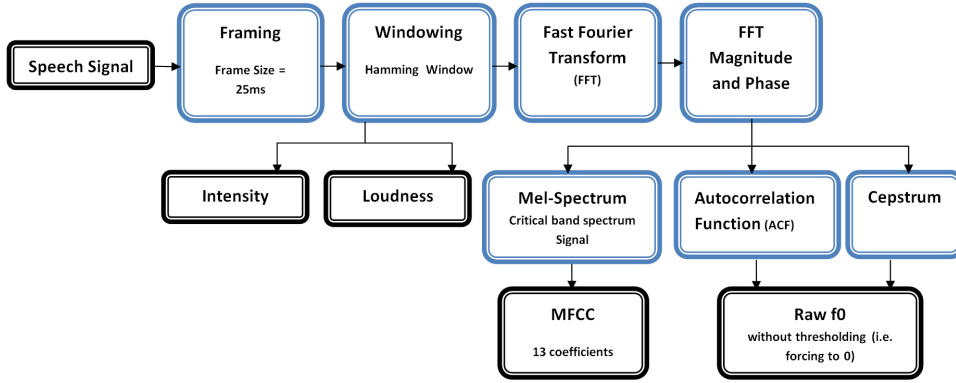 Speech Signal
Framing
Frame Size =
25ms
Windowing
Hamming Window
Fast Fourier
Transform
(FFT)
FFT
Magnitude
and Phase
Intensity
Loudness
Mel-Spectrum
Critical band spectrum
Signal
Autocorrelation
Function (ACF)
Cepstrum
MFCC
13 coefficients
Raw f0
without thresholding (i.e.
forcing to 0)